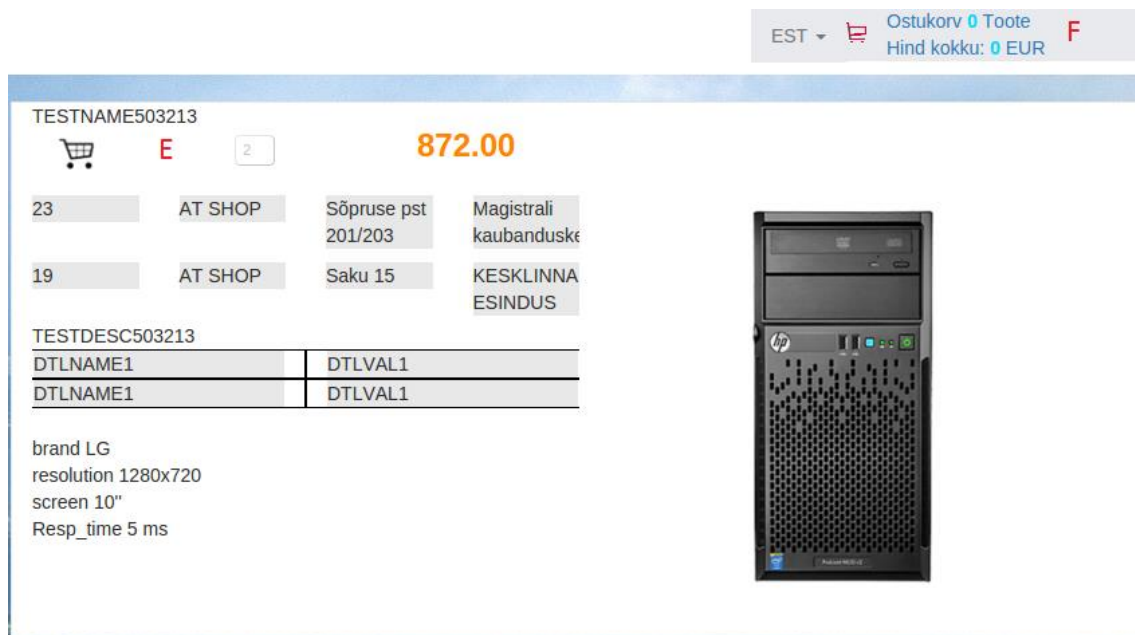 EST
Ostukorv 0 Toote
Hind kokku: 0 EUR
F
TESTNAME503213
E
2
872.00
23 AT SHOP Sõpruse pst Magistrali
201/203 kaubanduske
19 AT SHOP Saku 15 KESKLINNA
ESINDUS
TESTDESC503213
DTLNAME1 DTLVAL1
DTLNAME1 DTLVAL1
brand LG
resolution 1280x720
screen 10"
Resp_time 5 ms
hp